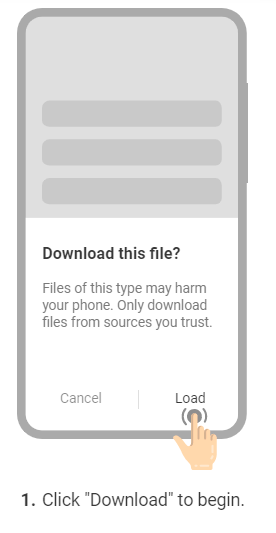 Download this file?
Files of this type may harm
your phone. Only download
files from sources you trust.
Cancel
Load
1. Click "Download" to begin.